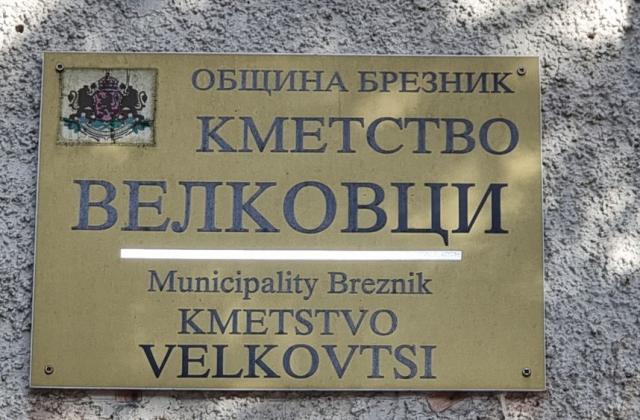 ОБЩИНА БРЕЗНИК
КМЕТСТВО
ВЕЛКОВЦИ
Municipality Breznik
KMETSTVO
VELKOVTSI